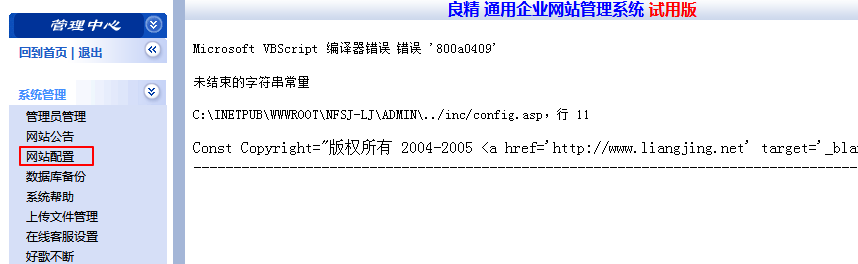 管理中心
回到首页 | 退出
系统管理
管理员管理
网站公告
网站配置
数据库备份
系统帮助
上传文件管理
在线客服设置
好歌不断
良精 通用企业网站管理系统 试用版
Microsoft VBScript 编译器错误 错误 '800a0409'
未结束的字符串常量
C:\INETPUB\WWWROOT\NFSJ-LJ\ADMIN\../inc/config.asp，行 11
Const Copyright="版权所有 2004-2005 <a href='http://www.liangjing.net' target='_bla
--------------------------------------------------------------------------------